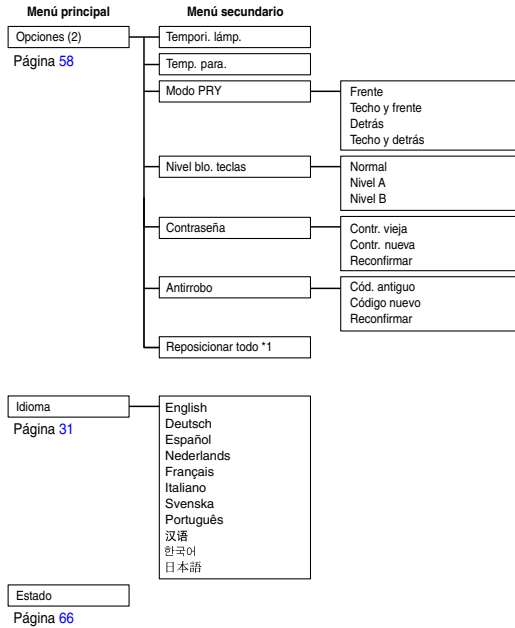 Menú principal
Menú secundario
Opciones (2)
Página 58
Tempori. lámp.
Temp. para.
Modo PRY
Frente
Techo y frente
Detrás
Techo y detrás
Nivel blo. teclas
Normal
Nivel A
Nivel B
Contraseña
Contr. vieja
Contr. nueva
Reconfirmar
Antirrobo
Cód. antiguo
Código nuevo
Reconfirmar
Reposicionar todo *1
Idioma
Página 31
English
Deutsch
Español
Nederlands
Français
Italiano
Svenska
Português
汉语
한국어
日本語
Estado
Página 66